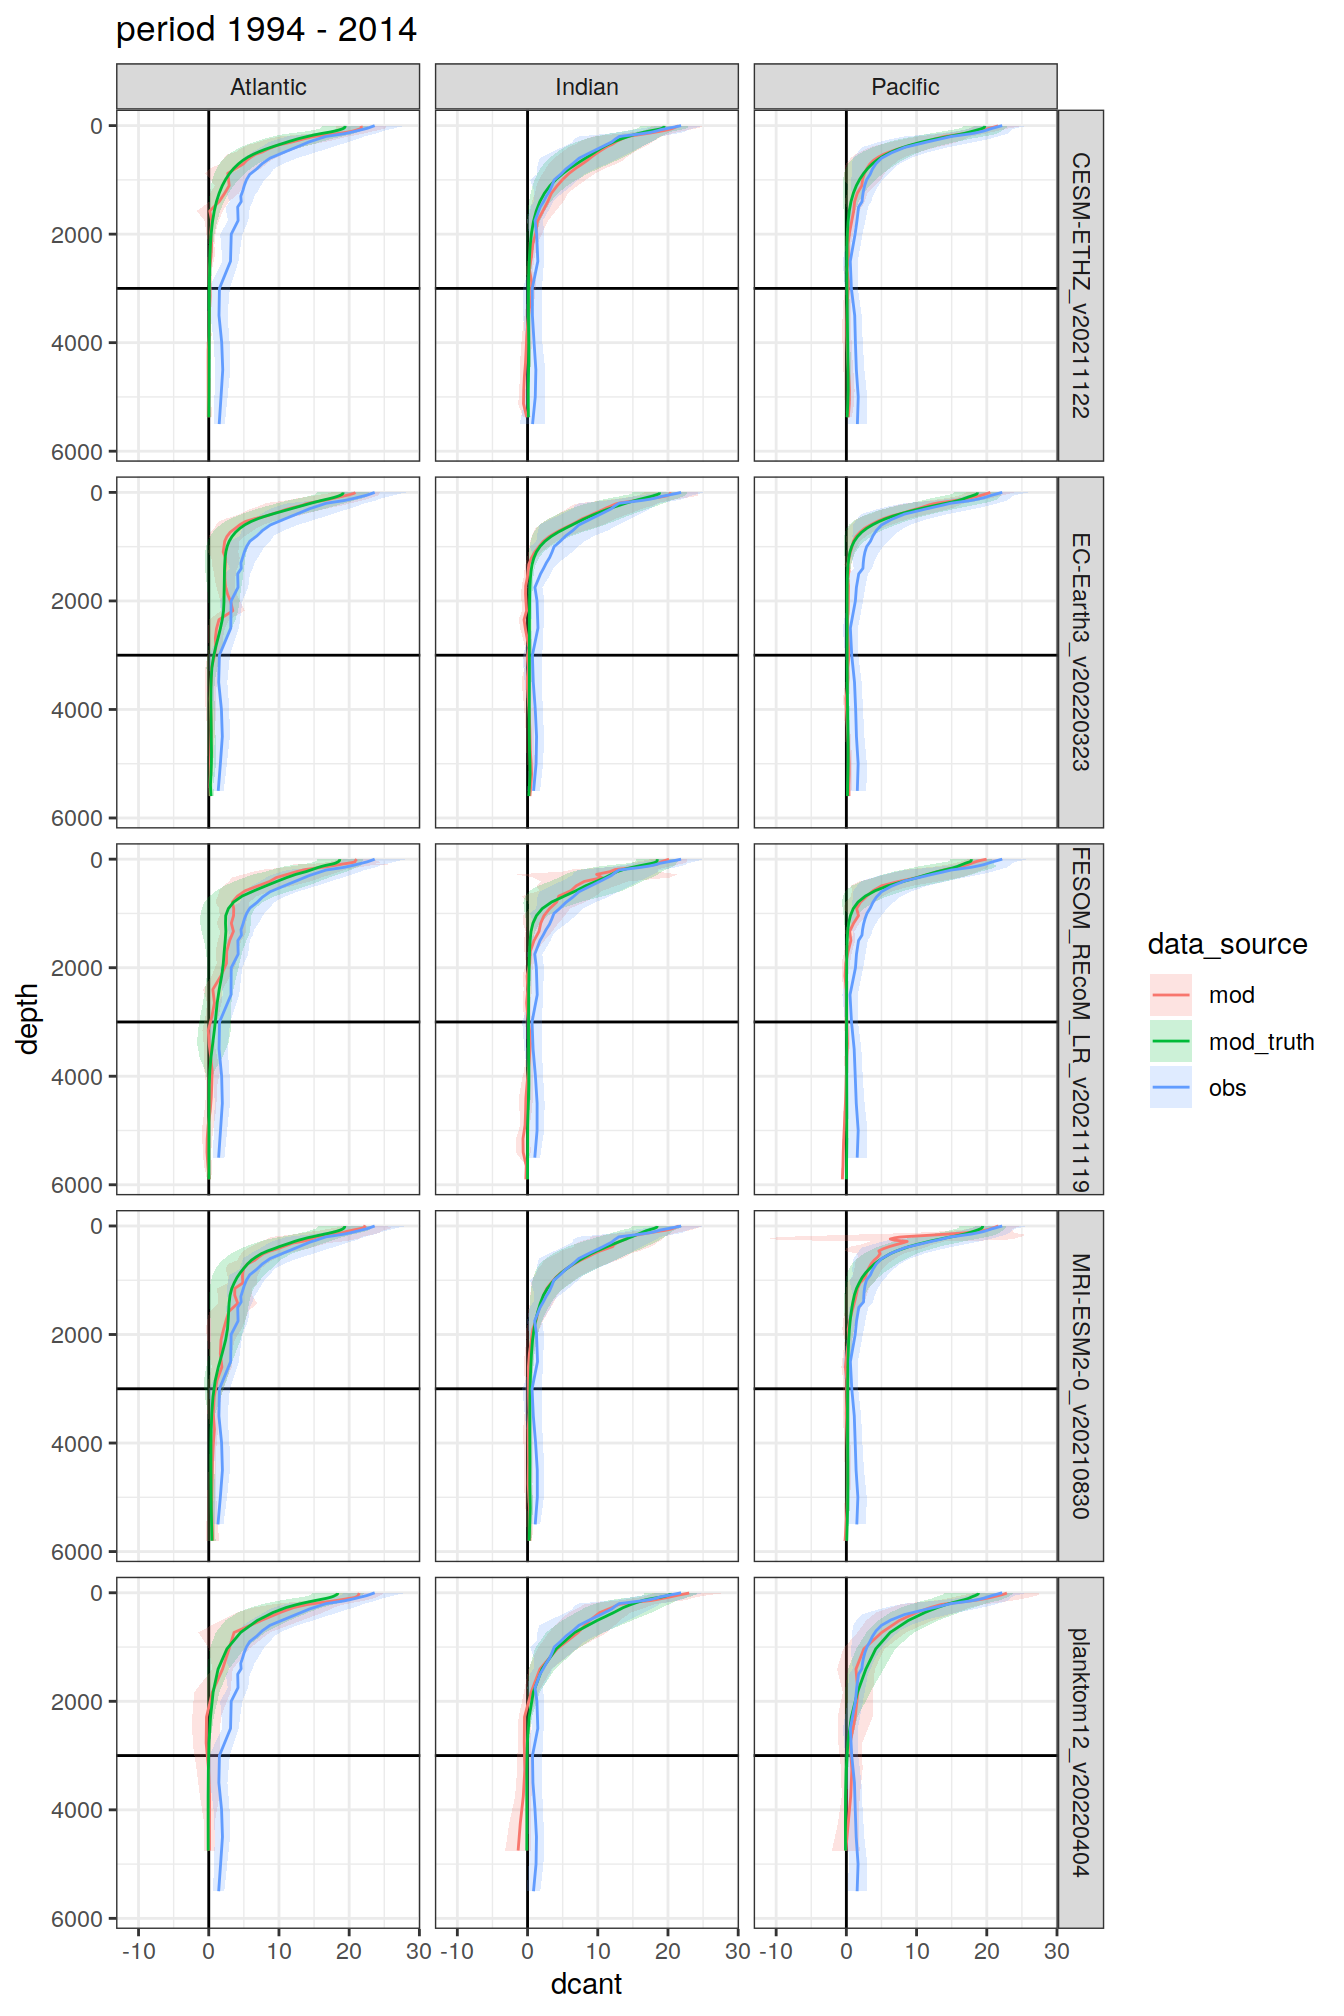 period 1994 - 2014
Atlantic
Indian
Pacific
0
2000
4000
6000
CESM-ETHZ_v20211122
0
2000
4000
6000
EC-Earth3_v20220323
0
2000
4000
6000
FESOM_REcoM_LR_v20211119
0
2000
4000
6000
MRI-ESM2-0_v20210830
0
2000
4000
6000
planktom12_v20220404
depth
-10 0 10 20 30
-10 0 10 20 30
-10 0 10 20 30
dcant
data_source
mod
mod_truth
obs